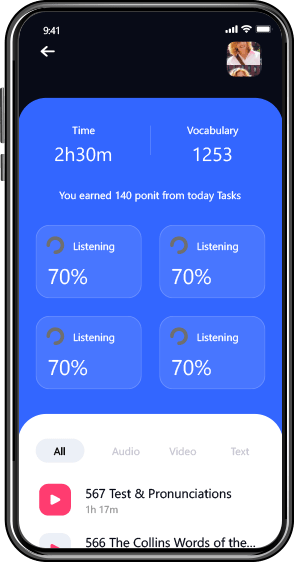 9:41
Time
Vocabulary
2h30m
1253
You earned 140 ponit from today Tasks
Listening
70%
Listening
70%
Listening
70%
Listening
70%
All
Audio
Video
Text
567 Test & Pronunciations
1h 17m
566 The Collins Words of the...